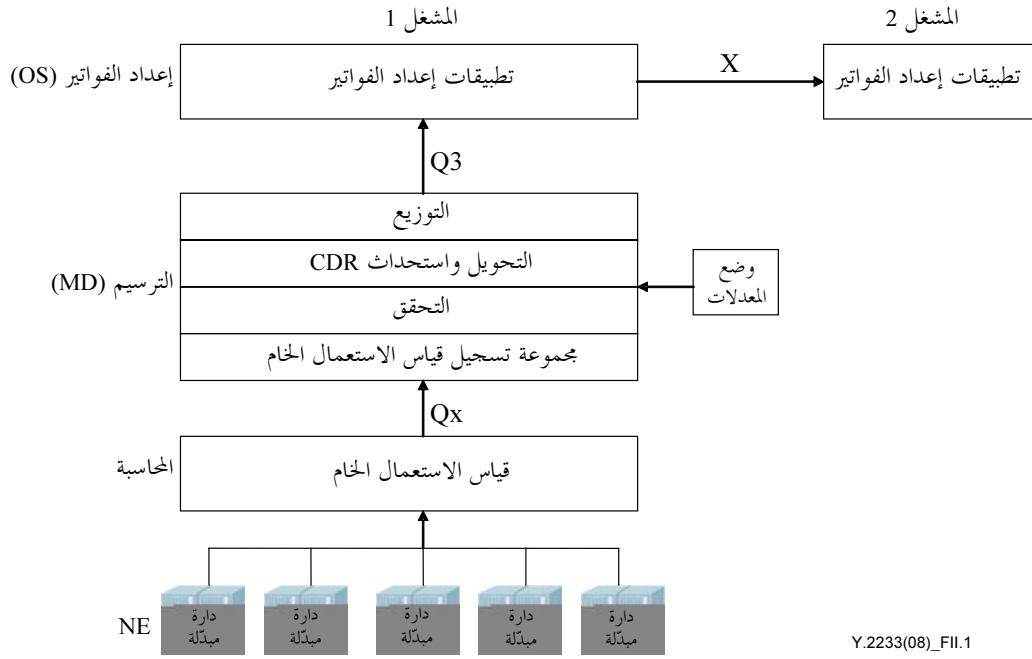 المشغل 1
المشغل 2
إعداد الفواتير (OS)
تطبيقات إعداد الفواتير
X
تطبيقات إعداد الفواتير
Q3
التوزيع
الترسيم (MD)
التحويل واستحداث CDR
التحقق
مجموعة تسجيل قياس الاستعمال الخام
وضع
المعدلات
Qx
المحاسبة
قياس الاستعمال الخام
NE
دارة
مبدّلة
دارة
مبدّلة
دارة
مبدّلة
دارة
مبدّلة
دارة
مبدّلة
Y.2233(08)_FII.1